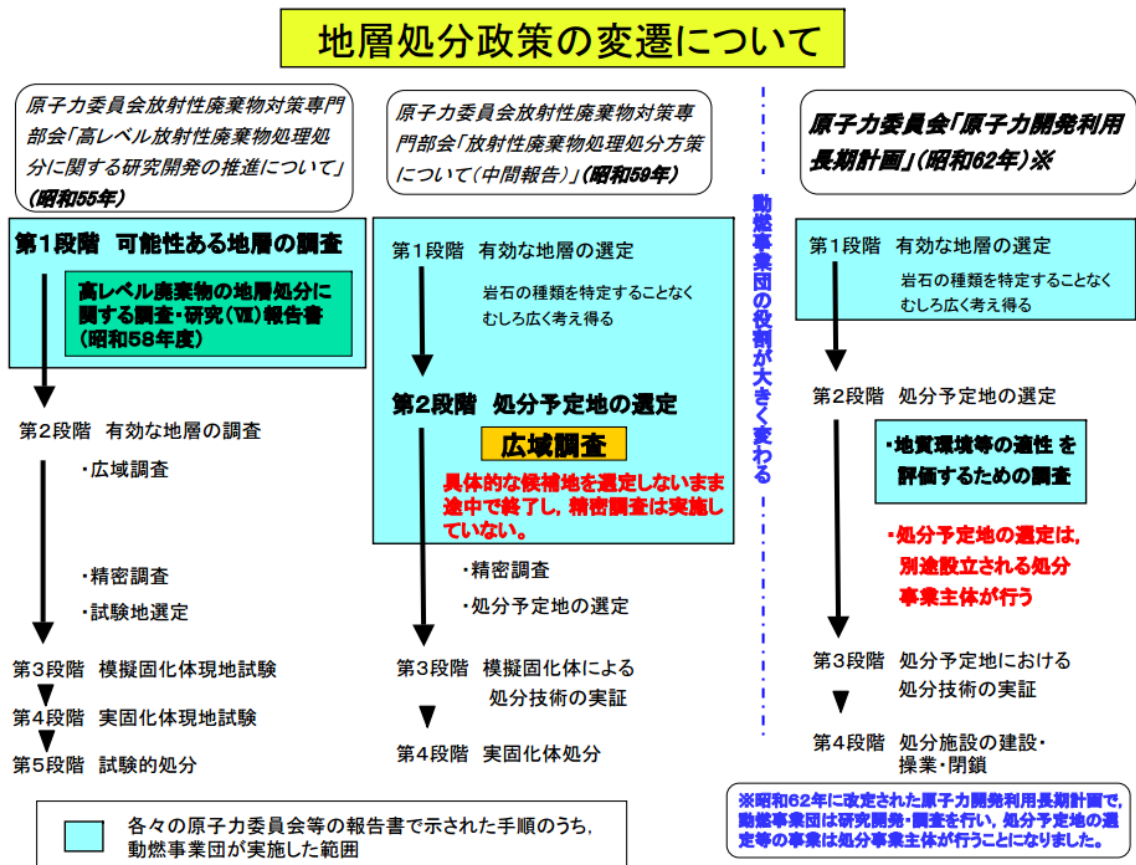 地層処分政策の変遷について
原子力委員会放射性廃棄物対策専門
部会「高レベル放射性廃棄物処理処
分に関する研究開発の推進について」
(昭和55年)
第1段階 可能性ある地層の調査
高レベル廃棄物の地層処分に
関する調査・研究(Ⅶ)報告書
(昭和58年度)
第2段階 有効な地層の調査
・広域調査
・精密調査
・試験地選定
第3段階 模擬固化体現地試験
第4段階 実固化体現地試験
第5段階 試験的処分
原子力委員会放射性廃棄物対策専
門部会「放射性廃棄物処理処分方策
について(中間報告)」(昭和59年)
第1段階 有効な地層の選定
岩石の種類を特定することなく
むしろ広く考え得る
第2段階 処分予定地の選定
広域調査
具体的な候補地を選定しないまま
途中で終了し, 精密調査は実施し
ていない。
・精密調査
・処分予定地の選定
第3段階 模擬固化体による
処分技術の実証
第4段階 実固化体処分
動燃事業団の役割が大きく変わる
原子力委員会「原子力開発利用
長期計画」(昭和62年)※
第1段階 有効な地層の選定
岩石の種類を特定することなく
むしろ広く考え得る
第2段階 処分予定地の選定
・地質環境等の適性 を
評価するための調査
・処分予定地の選定は,
別途設立される処分
事業主体が行う
第3段階 処分予定地における
処分技術の実証
第4段階 処分施設の建設・
操業・閉鎖
各々の原子力委員会等の報告書で示された手順のうち,
動燃事業団が実施した範囲
※昭和62年に改定された原子力開発利用長期計画で,
動燃事業団は研究開発・調査を行い, 処分予定地の選
定等の事業は処分事業主体が行うことになりました。